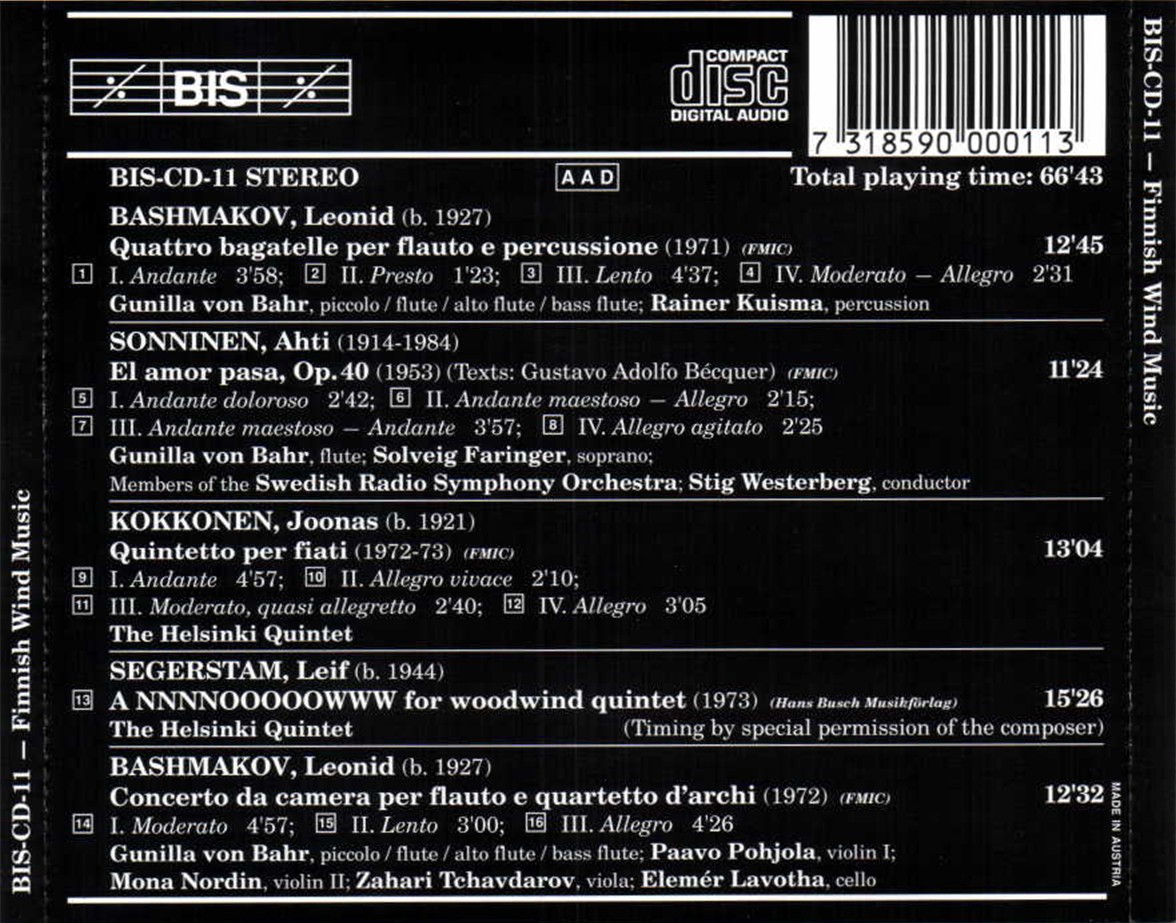 BIS
COMPACT
disc
DIGITAL AUDIO
7 318590 000113
BIS-CD-11 STEREO AAD Total playing time: 66'43
BASHMAKOV, Leonid (b. 1927)
Quattro bagatelle per flauto e percussione (1971) (FMIC) 12'45
1 I. Andante 3'58; 2 II. Presto 1'23; 3 III. Lento 4'37; 4 IV. Moderato – Allegro 2'31
Gunilla von Bahr, piccolo / flute / alto flute / bass flute; Rainer Kuisma, percussion
SONNINEN, Ahti (1914-1984)
El amor pasa, Op.40 (1953) (Texts: Gustavo Adolfo Bécquer) (FMIC) 11'24
5 I. Andante doloroso 2'42; 6 II. Andante maestoso – Allegro 2'15;
7 III. Andante maestoso – Andante 3'57; 8 IV. Allegro agitato 2'25
Gunilla von Bahr, flute; Solveig Faringer, soprano;
Members of the Swedish Radio Symphony Orchestra; Stig Westerberg, conductor
KOKKONEN, Joonas (b. 1921)
Quintetto per fiati (1972-73) (FMIC) 13'04
9 I. Andante 4'57; 10 II. Allegro vivace 2'10;
11 III. Moderato, quasi allegretto 2'40; 12 IV. Allegro 3'05
The Helsinki Quintet
SEGERSTAM, Leif (b. 1944)
13 A NNNNOOOOOWWW for woodwind quintet (1973) (Hans Busch Musikförlag) 15'26
The Helsinki Quintet (Timing by special permission of the composer)
BASHMAKOV, Leonid (b. 1927)
Concerto da camera per flauto e quartetto d'archi (1972) (FMIC) 12'32
14 I. Moderato 4'57; 15 II. Lento 3'00; 16 III. Allegro 4'26
Gunilla von Bahr, piccolo / flute / alto flute / bass flute; Paavo Pohjola, violin I;
Mona Nordin, violin II; Zahari Tchavdarov, viola; Elemér Lavotha, cello
MADE IN AUSTRIA
BIS-CD-11 – Finnish Wind Music
BIS-CD-11 – Finnish Wind Music